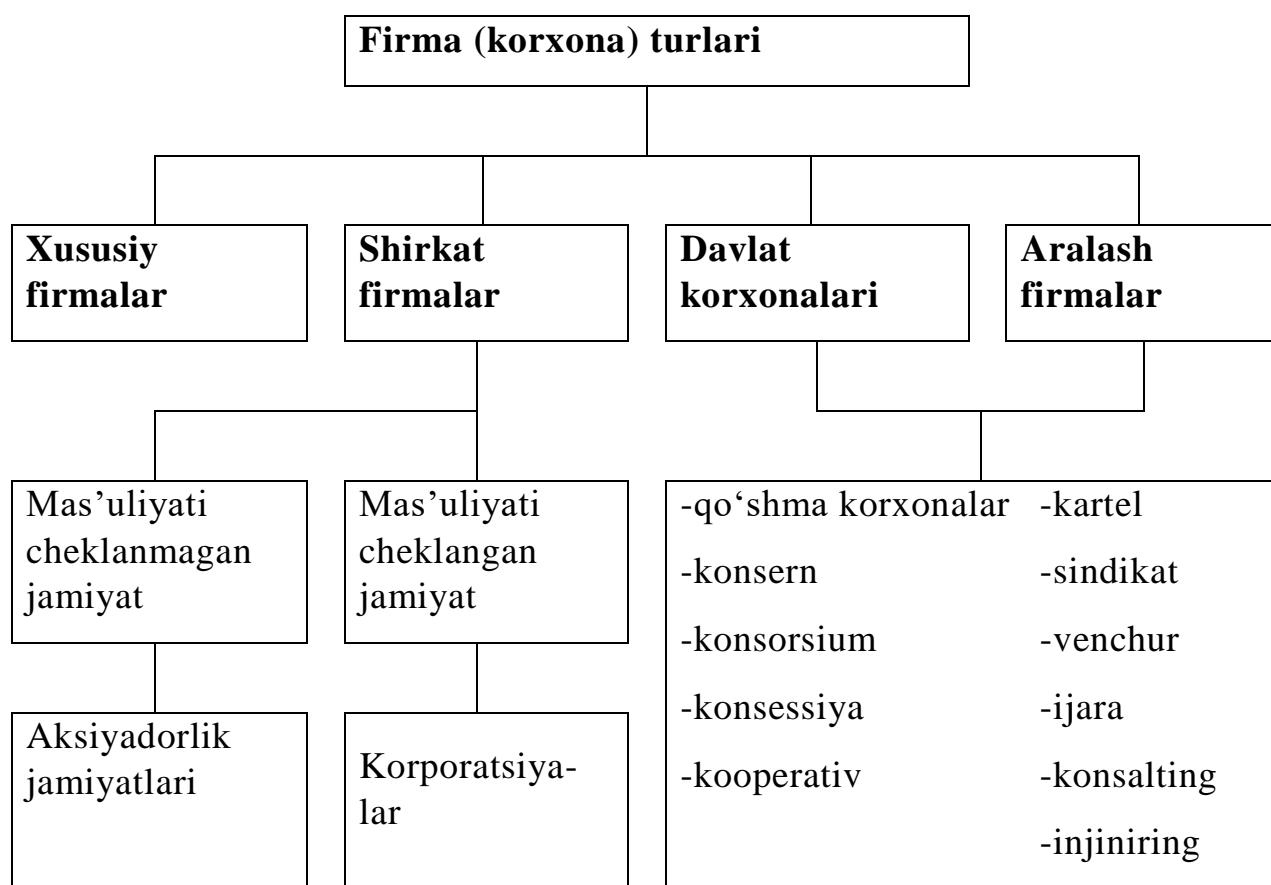 Firma (korxona) turlari
Xususiy
firmalar
Shirkat
firmalar
Davlat
korxonalari
Aralash
firmalar
Mas’uliyati
cheklanmagan
jamiyat
Mas’uliyati
cheklangan
jamiyat
-qo‘shma korxonalar
-konsern
-konsorsium
-konsessiya
-kooperativ
-kartel
-sindikat
-venchur
-ijara
-konsalting
-injiniring
Aksiyadorlik
jamiyatlari
Korporatsiya-
lar